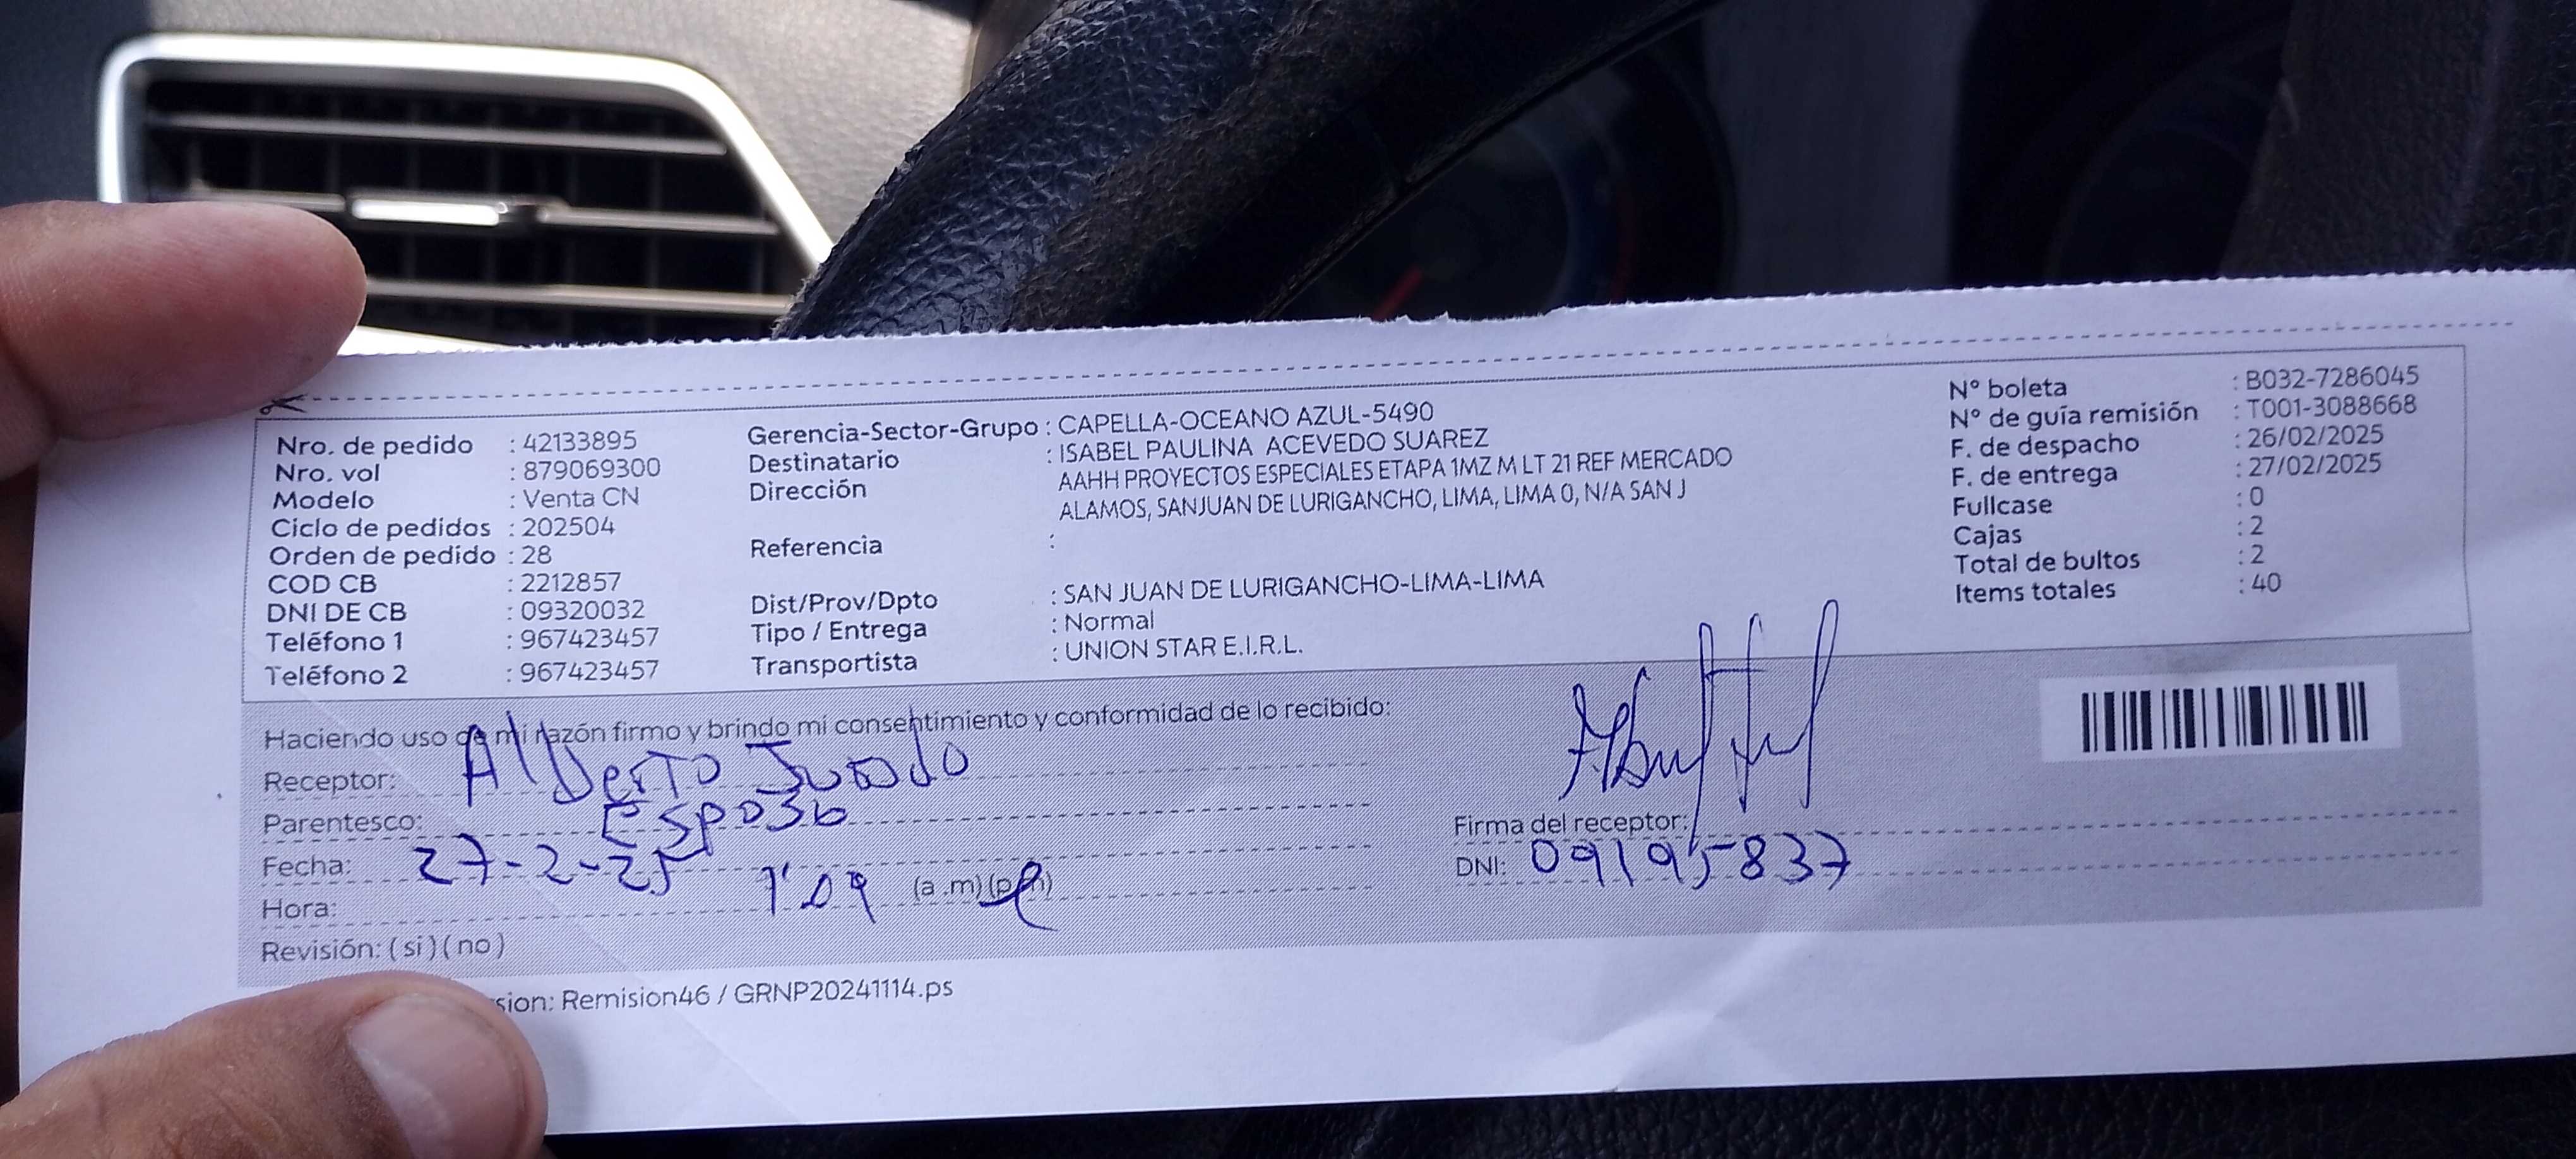 Nro. de pedido : 42133895
Nro. vol : 879069300
Modelo : Venta CN
Ciclo de pedidos : 202504
Orden de pedido : 28
COD CB : 2212857
DNI DE CB : 09320032
Teléfono 1 : 967423457
Teléfono 2 : 967423457
Gerencia-Sector-Grupo : CAPELLA-OCEANO AZUL-5490
Destinatario : ISABEL PAULINA ACEVEDO SUAREZ
Dirección AAHH PROYECTOS ESPECIALES ETAPA 1MZ M LT 21 REF MERCADO
ALAMOS, SANJUAN DE LURIGANCHO, LIMA, LIMA 0, N/A SAN J
Referencia :
Dist/Prov/Dpto : SAN JUAN DE LURIGANCHO-LIMA-LIMA
Tipo / Entrega : Normal
Transportista : UNION STAR E.I.R.L.
N° boleta : B032-7286045
N° de guía remisión : T001-3088668
F. de despacho : 26/02/2025
F. de entrega : 27/02/2025
Fullcase : 0
Cajas : 2
Total de bultos : 2
Items totales : 40
Haciendo uso de mi razón firmo y brindo mi consentimiento y conformidad de lo recibido:
Receptor: Alberto
Parentesco: Esposo
Fecha: 27-2-25
Hora: 1:09 (a .m) (p.m)
Revisión: ( si ) ( no )
Firma del receptor:
DNI: 09195837
sion: Remision46 / GRNP20241114.ps